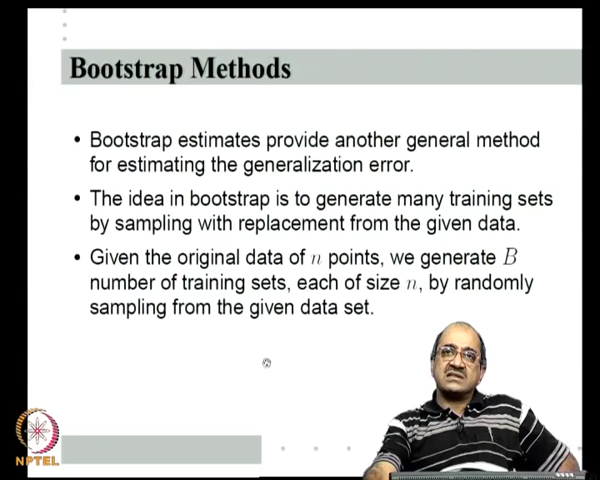 Bootstrap Methods
• Bootstrap estimates provide another general method
for estimating the generalization error.
• The idea in bootstrap is to generate many training sets
by sampling with replacement from the given data.
• Given the original data of n points, we generate B
number of training sets, each of size n, by randomly
sampling from the given data set.
NPTEL